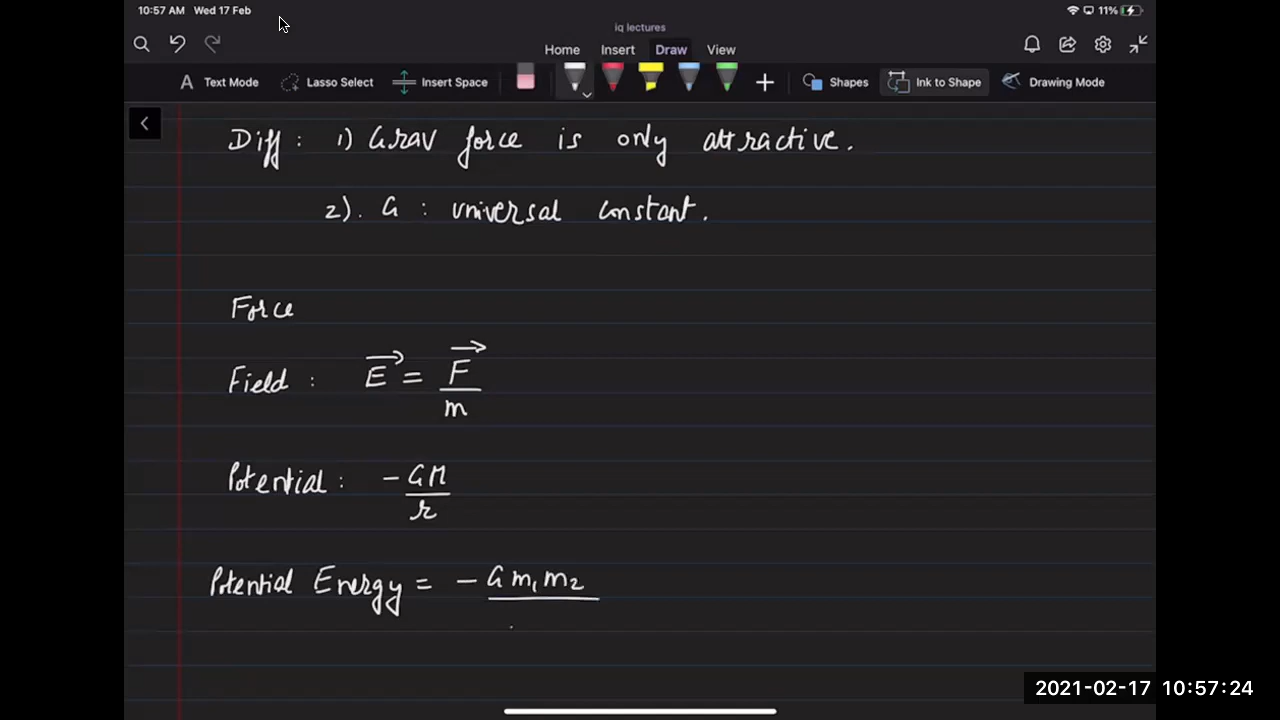 10:57 AM Wed 17 Feb
11%
iq lectures
Home Insert Draw View
Text Mode Lasso Select Insert Space Shapes Ink to Shape Drawing Mode
Diff : 1) Grav force is only attractive.
2). G : universal constant.
Force
Field : E⃗ = F⃗ / m
Potential : - GM / r
Potential Energy = - G m₁ m₂
2021-02-17 10:57:24